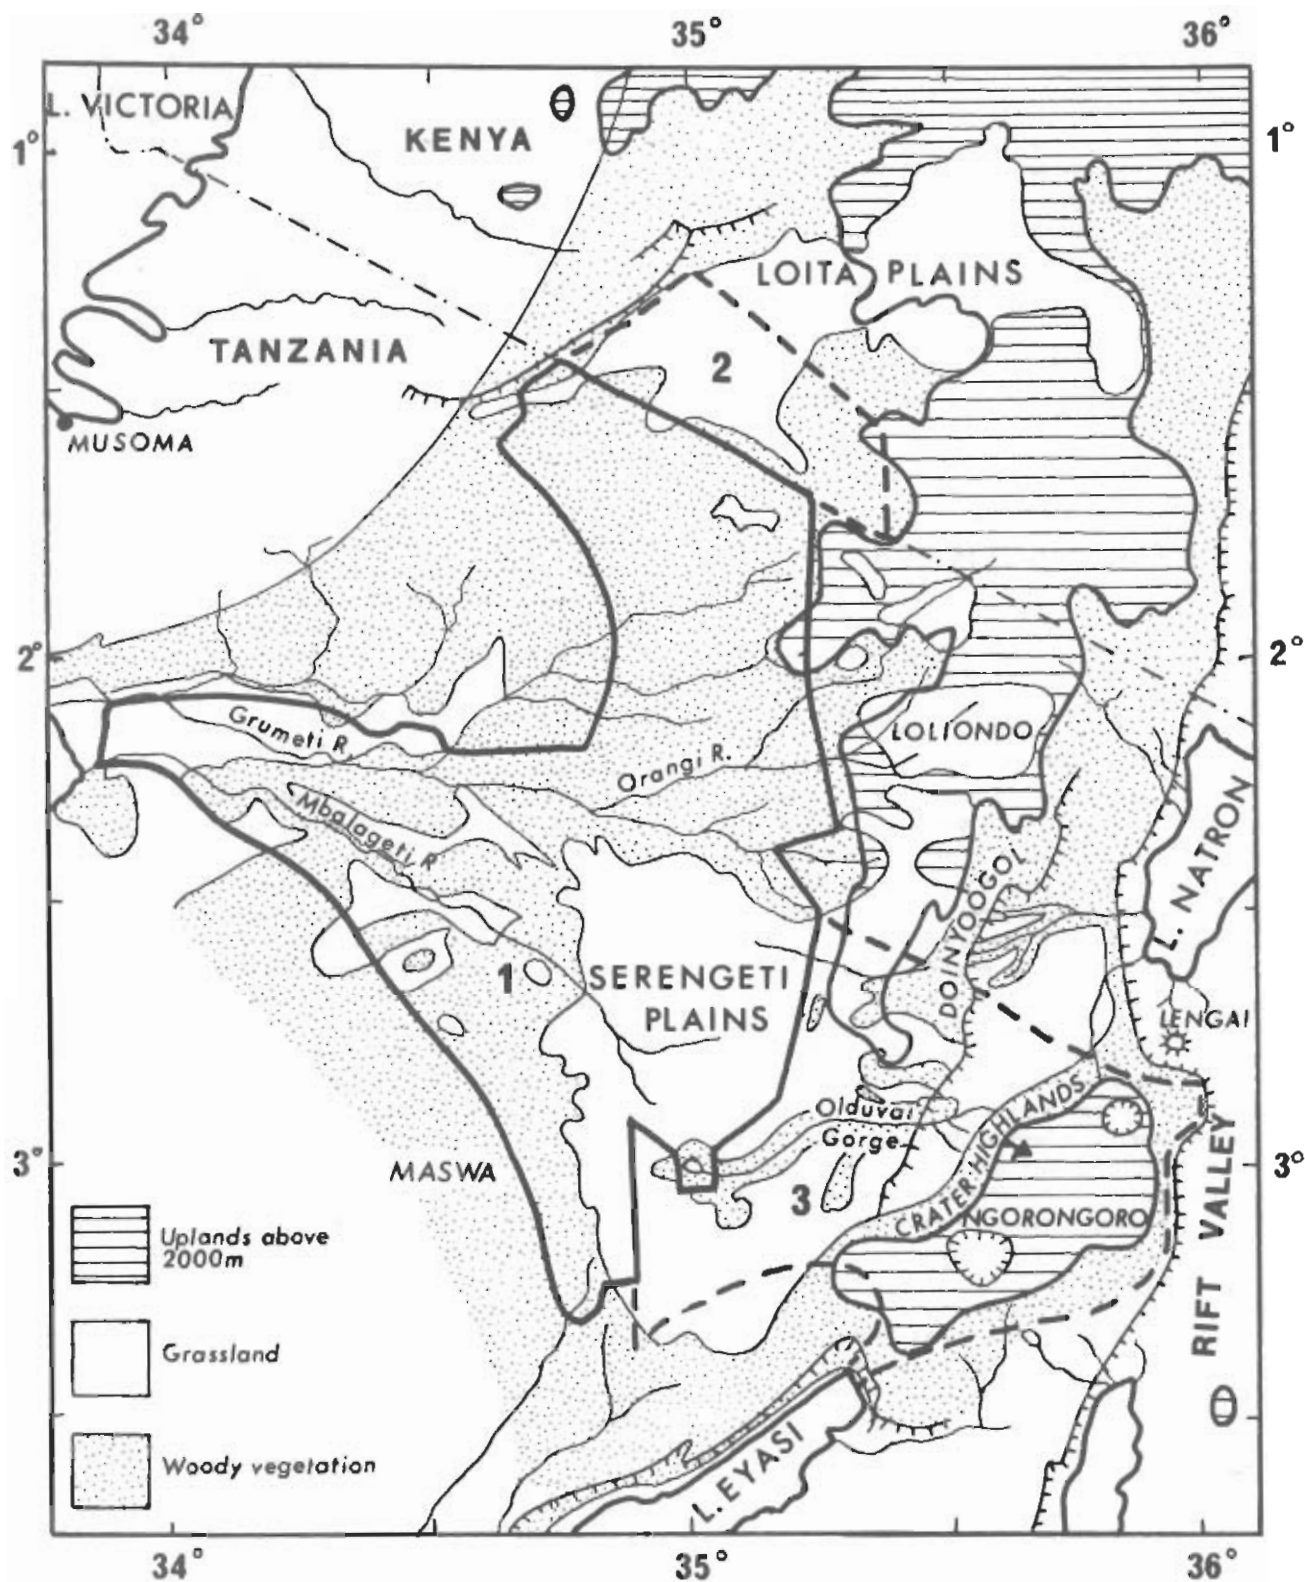 34° 35° 36°
L. VICTORIA
KENYA
1° 1°
LOITA PLAINS
TANZANIA
2
MUSOMA
2° 2°
Grumeti R.
LOLIONDO
Orangi R.
Mbalageti R
L. NATRON
DOINYOOGOL
1
SERENGETI
PLAINS
LENGAI
Olduvai
Gorge
CRATER HIGHLANDS
3° 3°
MASWA
3
RIFT VALLEY
NGORONGORO
Uplands above
2000m
Grassland
Woody vegetation
L. EYASI
34° 35° 36°